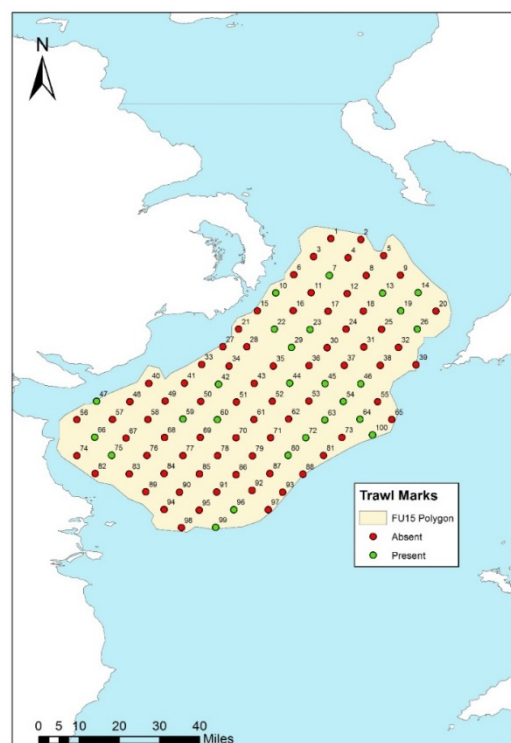 N
1 2
3 4 5
6 7 8 9
10 11 12 13 14
15 16 17 18 19 20
21 22 23 24 25 26
27 28 29 30 31 32
33 34 35 36 37 38 39
40 41 42 43 44 45 46
47 48 49 50 51 52 53 54 55
56 57 58 59 60 61 62 63 64 65
66 67 68 69 70 71 72 73 100
74 75 76 77 78 79 80 81
82 83 84 85 86 87 88
89 90 91 92 93
94 95 96 97
98 99
Trawl Marks
FU15 Polygon
Absent
Present
0 5 10 20 30 40
Miles